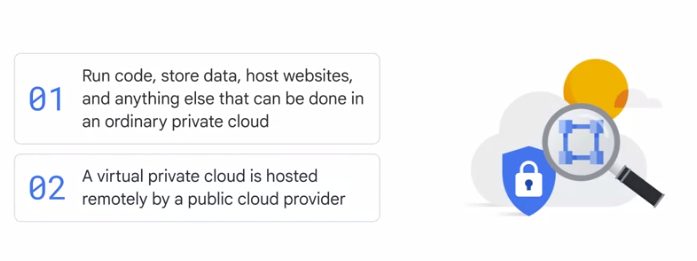 01
Run code, store data, host websites,
and anything else that can be done in
an ordinary private cloud
02
A virtual private cloud is hosted
remotely by a public cloud provider